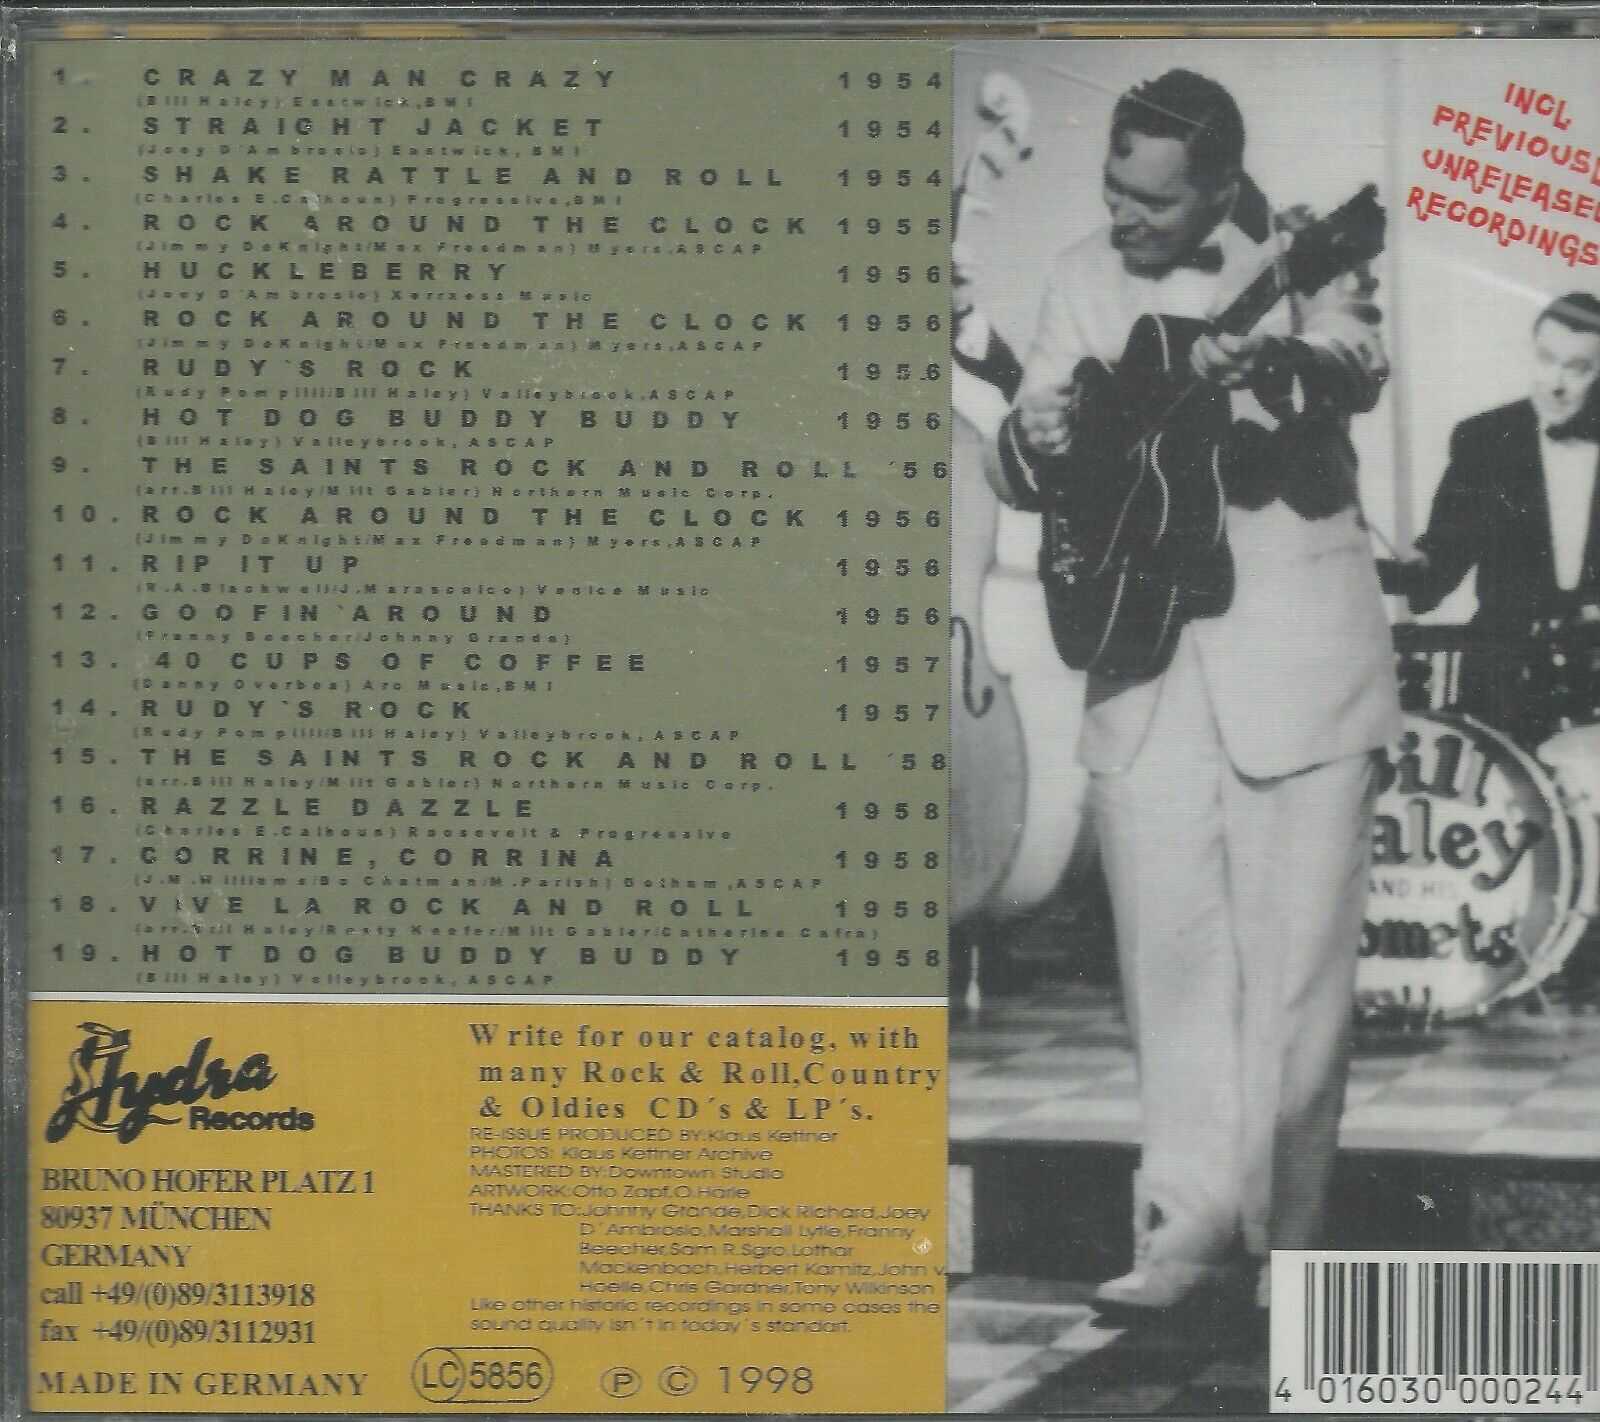 1. CRAZY MAN CRAZY 1954
(Bill Haley) Eastwick,BMI
2. STRAIGHT JACKET 1954
(Joey D´Ambrosio) Eastwick, BMI
3. SHAKE RATTLE AND ROLL 1954
(Charles E.Calhoun) Progressive,BMI
4. ROCK AROUND THE CLOCK 1955
(Jimmy DeKnight/Max Freedman) Myers,ASCAP
5. HUCKLEBERRY 1956
(Joey D´Ambrosio) Xerrxess Music
6. ROCK AROUND THE CLOCK 1956
(Jimmy DeKnight/Max Freedman) Myers,ASCAP
7. RUDY´S ROCK 1956
(Rudy Pompilli/Bill Haley) Valleybrook,ASCAP
8. HOT DOG BUDDY BUDDY 1956
(Bill Haley) Valleybrook, ASCAP
9. THE SAINTS ROCK AND ROLL ´56
(arr.Bill Haley/Milt Gabler) Northern Music Corp.
10. ROCK AROUND THE CLOCK 1956
(Jimmy DeKnight/Max Freedman) Myers,ASCAP
11. RIP IT UP 1956
(R.A.Blackwell/J.Marascalco) Venice Music
12. GOOFIN´AROUND 1956
(Franny Beecher/Johnny Grande)
13. 40 CUPS OF COFFEE 1957
(Danny Overbea) Arc Music,BMI
14. RUDY`S ROCK 1957
(Rudy Pompilli/Bill Haley) Valleybrook, ASCAP
15. THE SAINTS ROCK AND ROLL ´58
(arr.Bill Haley/Milt Gabler) Northern Music Corp.
16. RAZZLE DAZZLE 1958
(Charles E.Calhoun) Roosevelt & Progressive
17. CORRINE, CORRINA 1958
(J.M.Williams/Bo Chatman/M.Parish) Gotham,ASCAP
18. VIVE LA ROCK AND ROLL 1958
(arr.Bill Haley/Rusty Keefer/Milt Gabler/Catherine Cafra)
19. HOT DOG BUDDY BUDDY 1958
(Bill Haley) Valleybrook, ASCAP
INCL
PREVIOUSL
UNRELEASED
RECORDINGS
Bill
Haley
AND HIS
Comets
Hydra
Records
BRUNO HOFER PLATZ 1
80937 MÜNCHEN
GERMANY
call +49/(0)89/3113918
fax +49/(0)89/3112931
MADE IN GERMANY
Write for our catalog, with
many Rock & Roll,Country
& Oldies CD´s & LP´s.
RE-ISSUE PRODUCED BY:Klaus Kettner
PHOTOS: Klaus Kettner Archive
MASTERED BY:Downtown Studio
ARTWORK:Otto Zapf,O.Harle
THANKS TO:Johnny Grande,Dick Richard,Joey
D´Ambrosio,Marshall Lytle,Franny
Beecher,Sam R.Sgro,Lothar
Mackenbach,Herbert Kamitz,John v.
Hoelle,Chris Gardner,Tony Wilkinson
Like other historic recordings in some cases the
sound quality isn´t in today´s standart.
LC 5856
Ⓟ © 1998
4 016030 000244